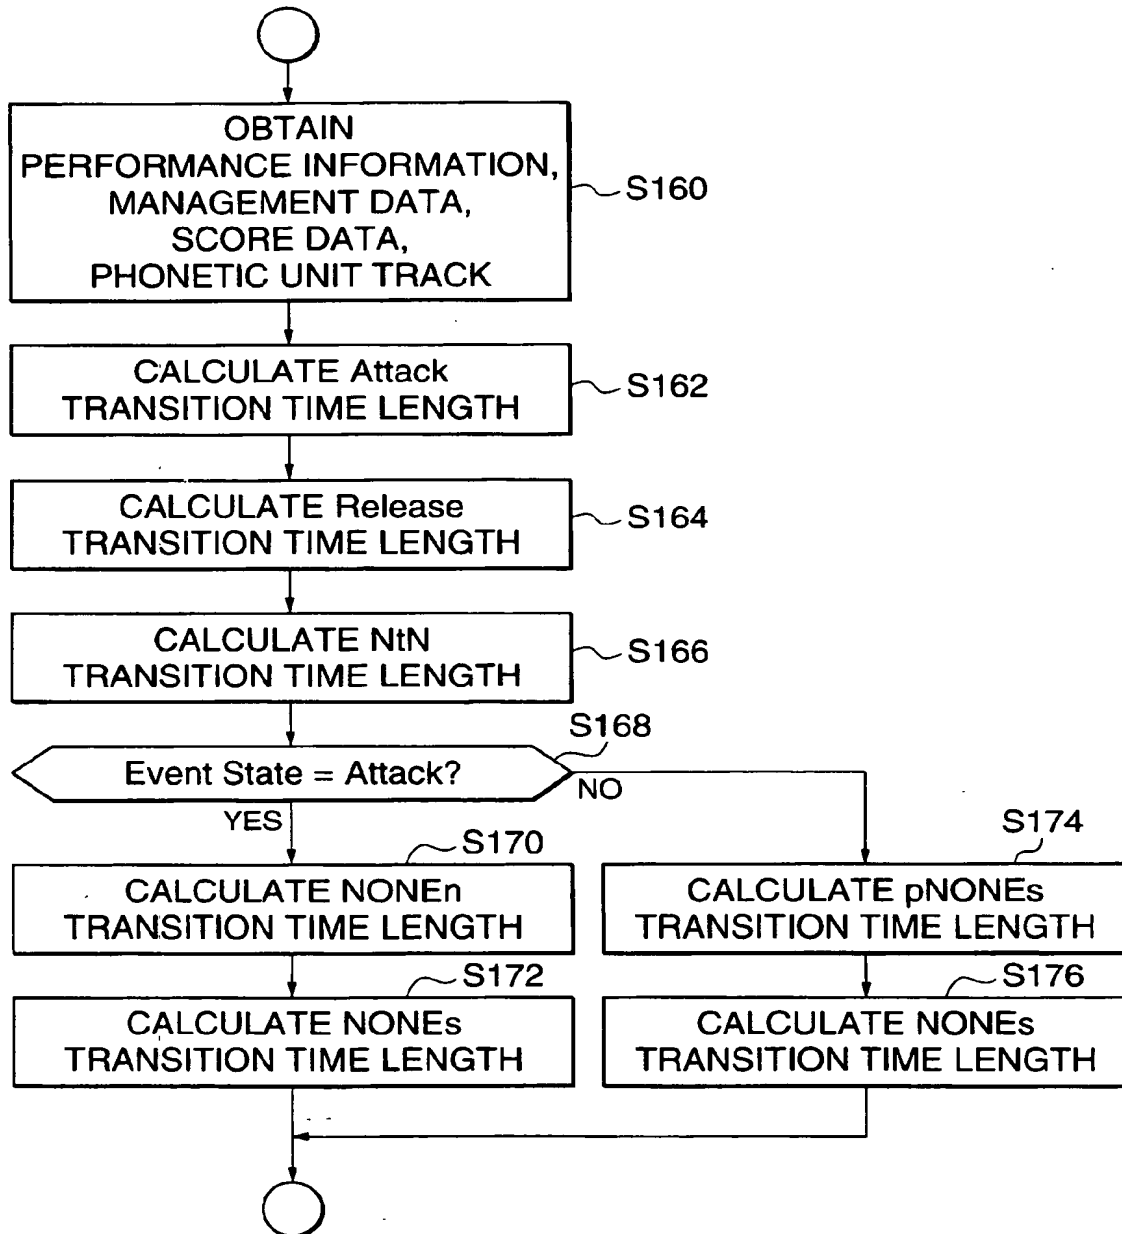 OBTAIN
PERFORMANCE INFORMATION,
MANAGEMENT DATA,
SCORE DATA,
PHONETIC UNIT TRACK
S160
CALCULATE Attack
TRANSITION TIME LENGTH
S162
CALCULATE Release
TRANSITION TIME LENGTH
S164
CALCULATE NtN
TRANSITION TIME LENGTH
S166
S168
Event State = Attack?
NO
YES
S170
CALCULATE NONEn
TRANSITION TIME LENGTH
S172
CALCULATE NONEs
TRANSITION TIME LENGTH
S174
CALCULATE pNONEs
TRANSITION TIME LENGTH
S176
CALCULATE NONEs
TRANSITION TIME LENGTH